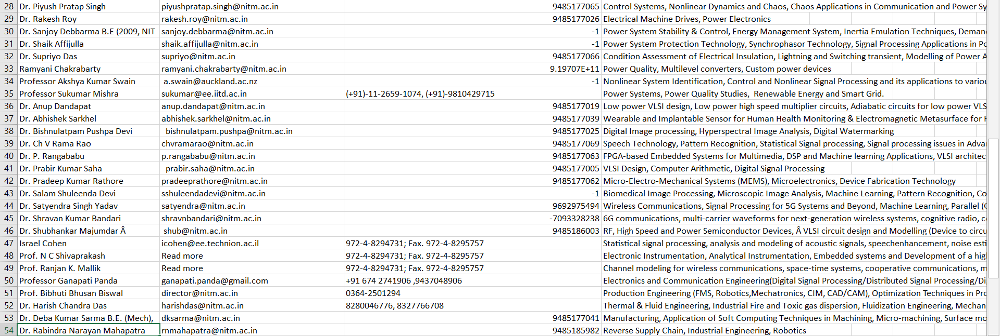 28 Dr. Piyush Pratap Singh piyushpratap.singh@nitm.ac.in 9485177065 Control Systems, Nonlinear Dynamics and Chaos, Chaos Applications in Communication and Power Sy
29 Dr. Rakesh Roy rakesh.roy@nitm.ac.in 9485177026 Electrical Machine Drives, Power Electronics
30 Dr. Sanjoy Debbarma B.E (2009, NIT sanjoy.debbarma@nitm.ac.in -1 Power System Stability & Control, Energy Management System, Inertia Emulation Techniques, Deman
31 Dr. Shaik Affijulla shaik.affijulla@nitm.ac.in -1 Power System Protection Technology, Synchrophasor Technology, Signal Processing Applications in Po
32 Dr. Supriyo Das supriyo@nitm.ac.in 9485177066 Condition Assessment of Electrical Insulation, Lightning and Switching transient, Modelling of Power A
33 Ramyani Chakrabarty ramyani.chakrabarty@nitm.ac.in 9.19707E+11 Power Quality, Multilevel converters, Custom power devices
34 Professor Akshya Kumar Swain a.swain@auckland.ac.nz -1 Nonlinear System Identification, Control and Nonlinear Signal Processing and its applications to variou
35 Professor Sukumar Mishra sukumar@ee.iitd.ac.in (+91)-11-2659-1074, (+91)-9810429715 Power Systems, Power Quality Studies, Renewable Energy and Smart Grid.
36 Dr. Anup Dandapat anup.dandapat@nitm.ac.in 9485177019 Low power VLSI design, Low power high speed multiplier circuits, Adiabatic circuits for low power VLS
37 Dr. Abhishek Sarkhel abhishek.sarkhel@nitm.ac.in 9485177039 Wearable and Implantable Sensor for Human Health Monitoring & Electromagnetic Metasurface for F
38 Dr. Bishnulatpam Pushpa Devi bishnulatpam.pushpa@nitm.ac.in 9485177025 Digital Image processing, Hyperspectral Image Analysis, Digital Watermarking
39 Dr. Ch V Rama Rao chvramarao@nitm.ac.in 9485177069 Speech Technology, Pattern Recognition, Statistical Signal processing, Signal processing issues in Advan
40 Dr. P. Rangababu p.rangababu@nitm.ac.in 9485177063 FPGA-based Embedded Systems for Multimedia, DSP and Machine learning Applications, VLSI architec
41 Dr. Prabir Kumar Saha prabir.saha@nitm.ac.in 9485177005 VLSI Design, Computer Arithmetic, Digital Signal Processing
42 Dr. Pradeep Kumar Rathore pradeeprathore@nitm.ac.in 9485177062 Micro-Electro-Mechanical Systems (MEMS), Microelectronics, Device Fabrication Technology
43 Dr. Salam Shuleenda Devi sshuleendadevi@nitm.ac.in -1 Biomedical Image Processing, Microscopic Image Analysis, Machine Learning, Pattern Recognition, Co
44 Dr. Satyendra Singh Yadav satyendra@nitm.ac.in 9692975494 Wireless Communications, Signal Processing for 5G Systems and Beyond, Machine Learning, Parallel (C
45 Dr. Shravan Kumar Bandari shravnbandari@nitm.ac.in -7093328238 6G communications, multi-carrier waveforms for next-generation wireless systems, cognitive radio, c
46 Dr. Shubhankar Majumdar Â shub@nitm.ac.in 9485186003 RF, High Speed and Power Semiconductor Devices, Â VLSI circuit design and Modelling (Device to circu
47 Israel Cohen icohen@ee.technion.ac.il 972-4-8294731; Fax. 972-4-8295757 Statistical signal processing, analysis and modeling of acoustic signals, speechenhancement, noise esti
48 Prof. N C Shivaprakash Read more 972-4-8294731; Fax. 972-4-8295757 Electronic Instrumentation, Analytical Instrumentation, Embedded systems and Development of a hig
49 Prof. Ranjan K. Mallik Read more 972-4-8294731; Fax. 972-4-8295757 Channel modeling for wireless communications, space-time systems, cooperative communications, m
50 Professor Ganapati Panda ganapati.panda@gmail.com +91 674 2741906 ,9437048906 Electronics and Communication Engineering(Digital Signal Processing/Distributed Signal Processing/Di
51 Prof. Bibhuti Bhusan Biswal director@nitm.ac.in 0364-2501294 Production Engineering (FMS, Robotics,Mechatronics, CIM, CAD/CAM), Optimization Techniques in Pro
52 Dr. Harish Chandra Das harishdas@nitm.ac.in 8280046776, 8327766708 Thermal & Fluid Engineering, Industrial Fire and Toxic gas dispersion, Fluidization Engineering, Mechan
53 Dr. Deba Kumar Sarma B.E. (Mech), dksarma@nitm.ac.in 9485177041 Manufacturing, Application of Soft Computing Techniques in Machining, Micro-machining, Surface mo
54 Dr. Rabindra Narayan Mahapatra rnmahapatra@nitm.ac.in 9485185982 Reverse Supply Chain, Industrial Engineering, Robotics